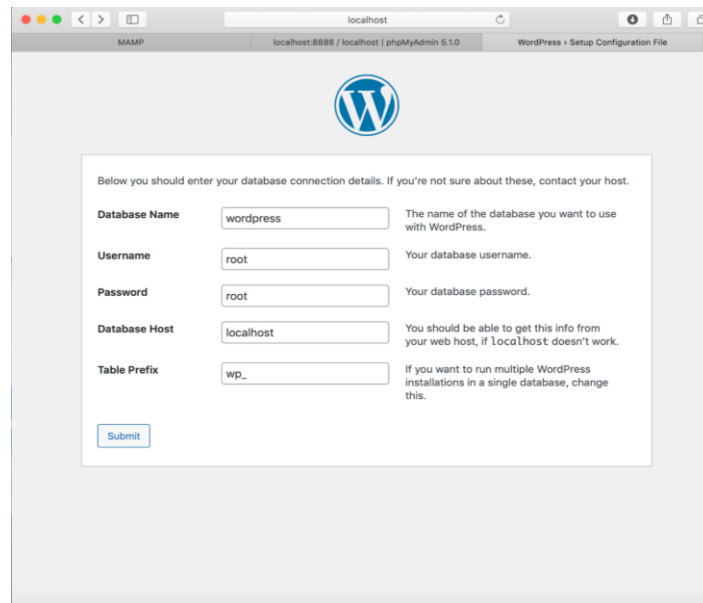 localhost
MAMP
localhost:8888 / localhost | phpMyAdmin 5.1.0
WordPress › Setup Configuration File
Below you should enter your database connection details. If you're not sure about these, contact your host.
Database Name
wordpress
The name of the database you want to use
with WordPress.
Username
root
Your database username.
Password
root
Your database password.
Database Host
localhost
You should be able to get this info from
your web host, if localhost doesn't work.
Table Prefix
wp_
If you want to run multiple WordPress
installations in a single database, change
this.
Submit